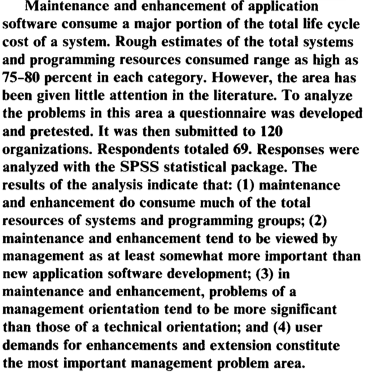 Maintenance and enhancement of application
software consume a major portion of the total life cycle
cost of a system. Rough estimates of the total systems
and programming resources consumed range as high as
75–80 percent in each category. However, the area has
been given little attention in the literature. To analyze
the problems in this area a questionnaire was developed
and pretested. It was then submitted to 120
organizations. Respondents totaled 69. Responses were
analyzed with the SPSS statistical package. The
results of the analysis indicate that: (1) maintenance
and enhancement do consume much of the total
resources of systems and programming groups; (2)
maintenance and enhancement tend to be viewed by
management as at least somewhat more important than
new application software development; (3) in
maintenance and enhancement, problems of a
management orientation tend to be more significant
than those of a technical orientation; and (4) user
demands for enhancements and extension constitute
the most important management problem area.